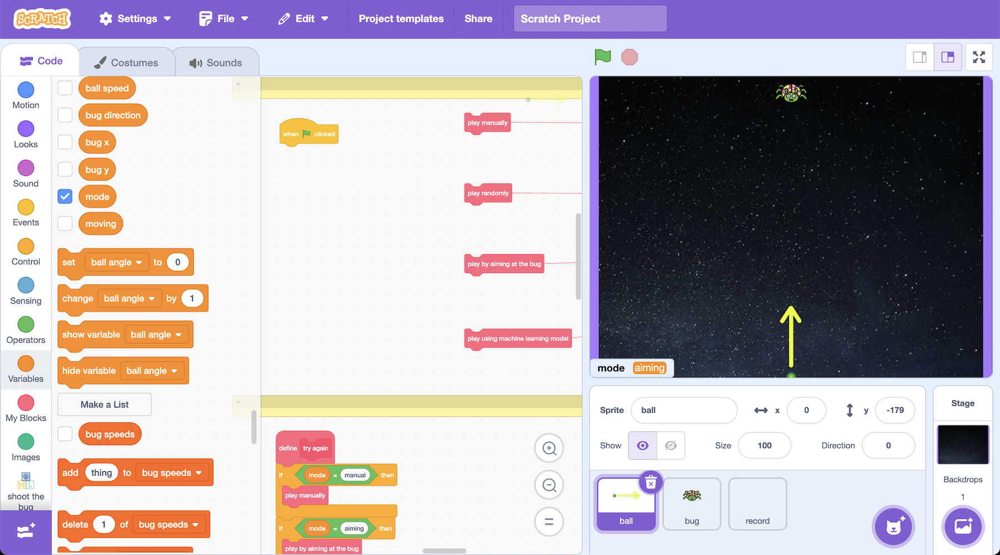 SCRATCH
Settings
File
Edit
Project templates
Share
Scratch Project
Code
Costumes
Sounds
Motion
Looks
Sound
Events
Control
Sensing
Operators
Variables
My Blocks
Images
ML
shoot the
bug
ball speed
bug direction
bug x
bug y
mode
moving
set ball angle to 0
change ball angle by 1
show variable ball angle
hide variable ball angle
Make a List
bug speeds
add thing to bug speeds
delete 1 of bug speeds
when clicked
play manually
play randomly
play by aiming at the bug
play using machine learning model
define try again
if mode = manual then
play manually
if mode = aiming then
play by aiming at the bug
mode aiming
Sprite ball x 0 y -179
Show Size 100 Direction 0
ball
bug
record
Stage
Backdrops
1